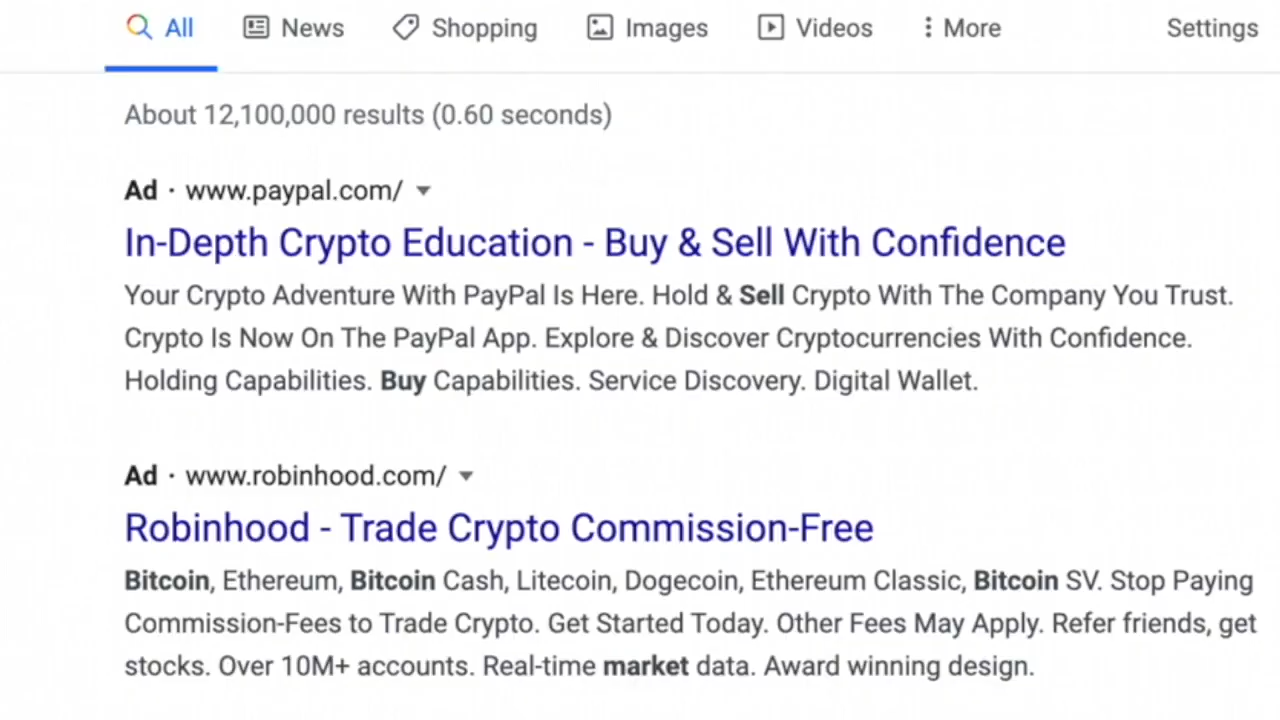 All News Shopping Images Videos More Settings
About 12,100,000 results (0.60 seconds)
Ad · www.paypal.com/
In-Depth Crypto Education - Buy & Sell With Confidence
Your Crypto Adventure With PayPal Is Here. Hold & Sell Crypto With The Company You Trust.
Crypto Is Now On The PayPal App. Explore & Discover Cryptocurrencies With Confidence.
Holding Capabilities. Buy Capabilities. Service Discovery. Digital Wallet.
Ad · www.robinhood.com/
Robinhood - Trade Crypto Commission-Free
Bitcoin, Ethereum, Bitcoin Cash, Litecoin, Dogecoin, Ethereum Classic, Bitcoin SV. Stop Paying
Commission-Fees to Trade Crypto. Get Started Today. Other Fees May Apply. Refer friends, get
stocks. Over 10M+ accounts. Real-time market data. Award winning design.